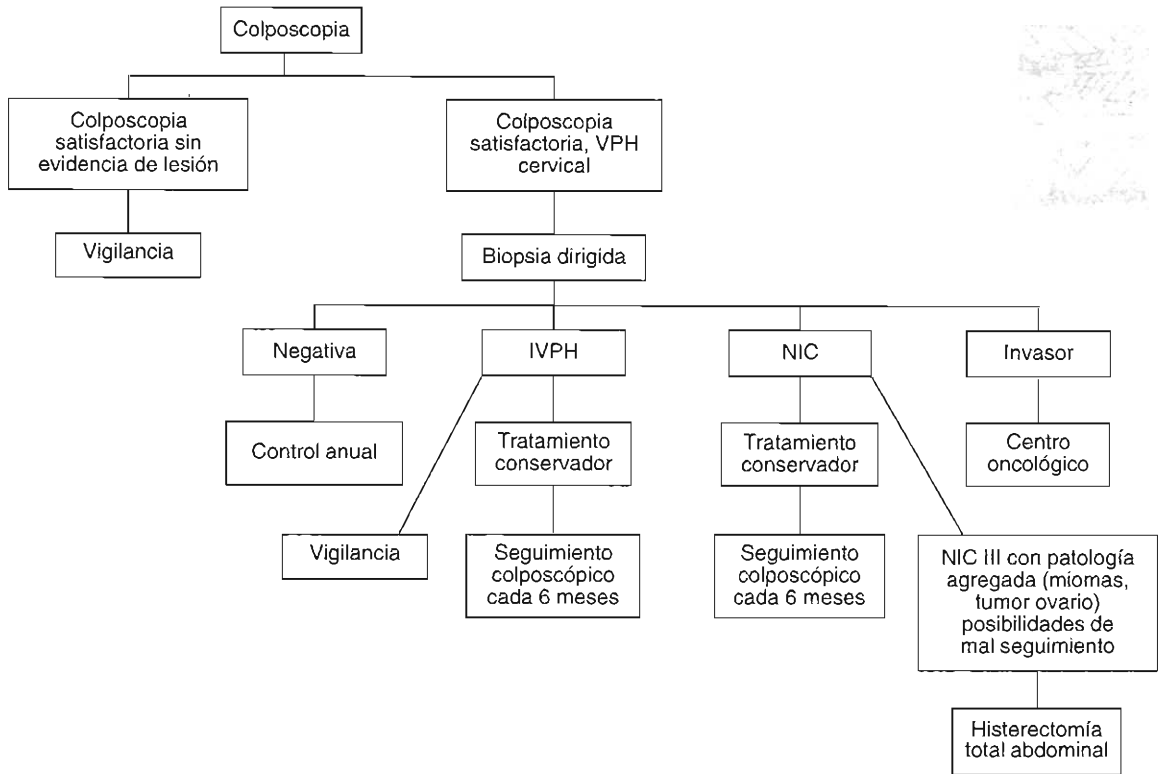 Colposcopia
Colposcopia
satisfactoria sin
evidencia de lesión
Colposcopia
satisfactoria, VPH
cervical
Vigilancia
Biopsia dirigida
Negativa
IVPH
NIC
Invasor
Control anual
Tratamiento
conservador
Tratamiento
conservador
Centro
oncológico
Vigilancia
Seguimiento
colposcópico
cada 6 meses
Seguimiento
colposcópico
cada 6 meses
NIC III con patología
agregada (miomas,
tumor ovario)
posibilidades de
mal seguimiento
Histerectomía
total abdominal